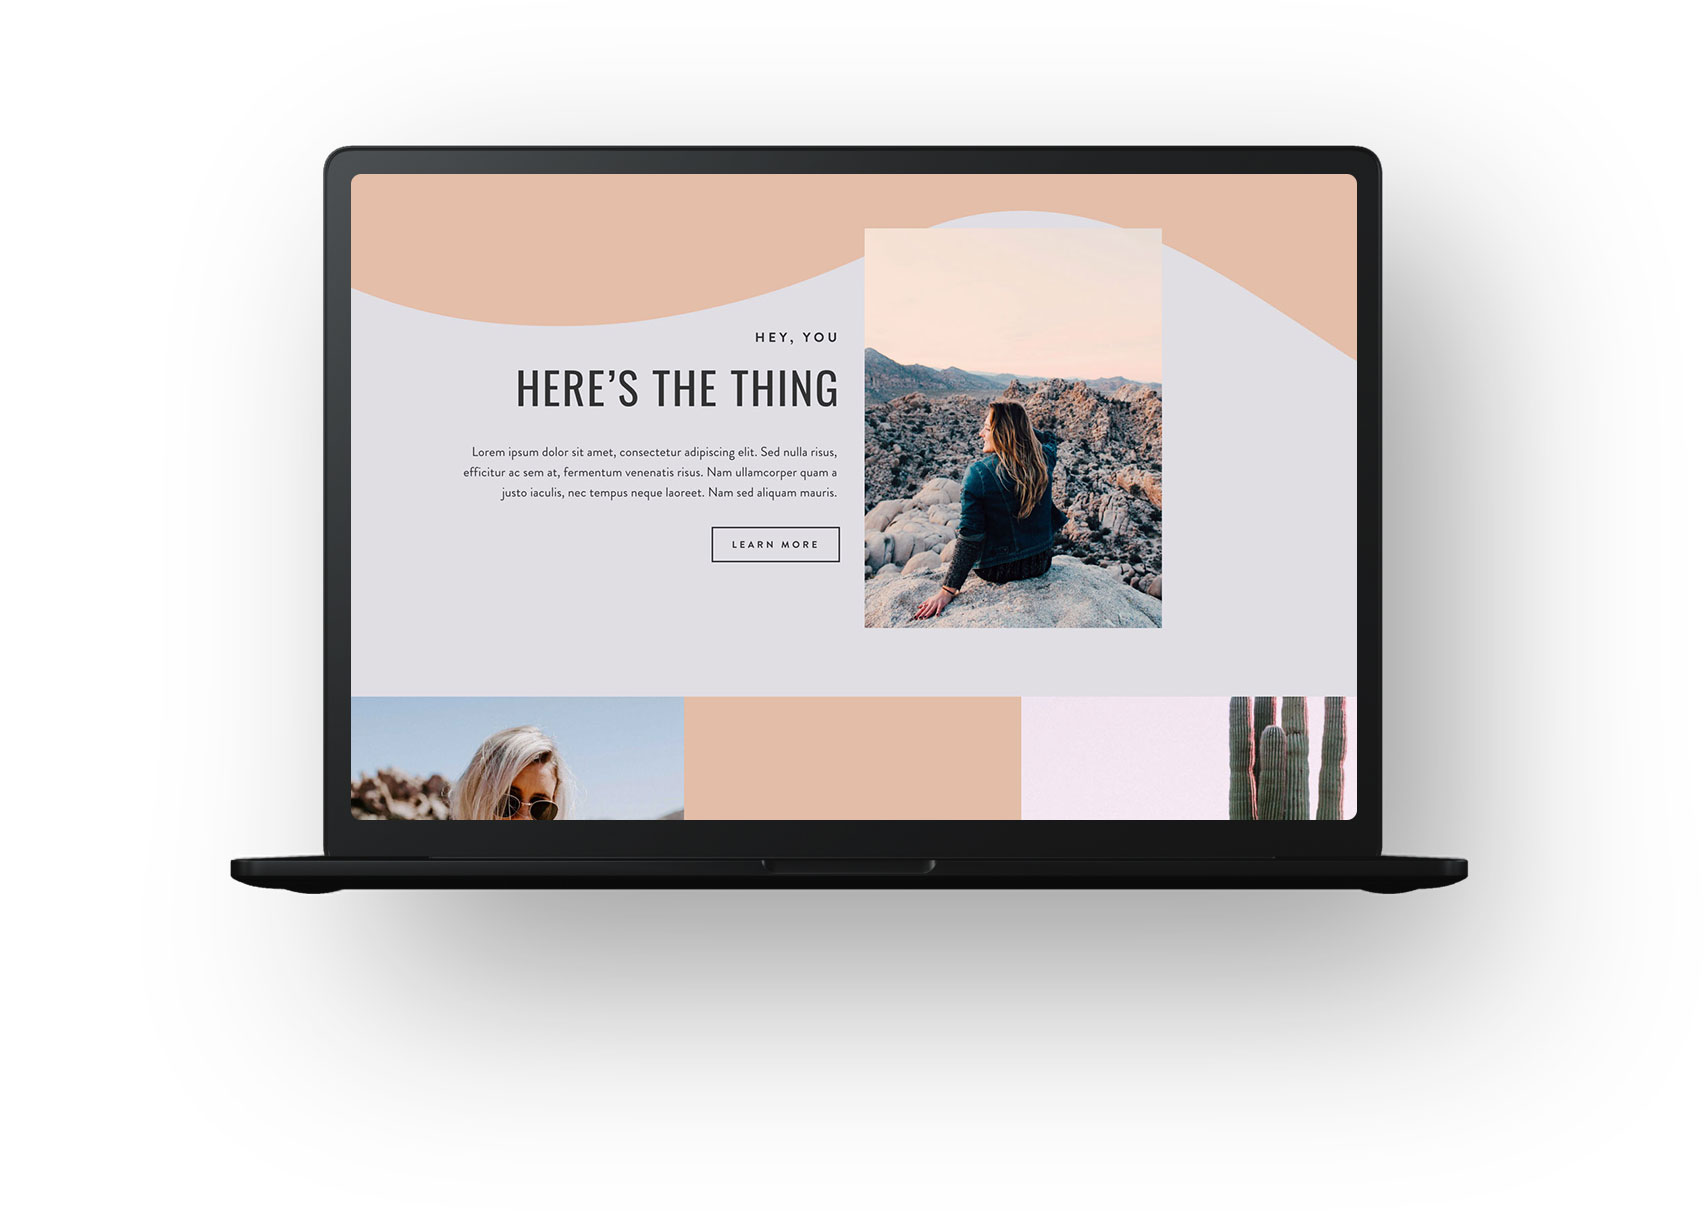 HEY, YOU
HERE’S THE THING
Lorem ipsum dolor sit amet, consectetur adipiscing elit. Sed nulla risus,
efficitur ac sem at, fermentum venenatis risus. Nam ullamcorper quam a
justo iaculis, nec tempus neque laoreet. Nam sed aliquam mauris.
LEARN MORE